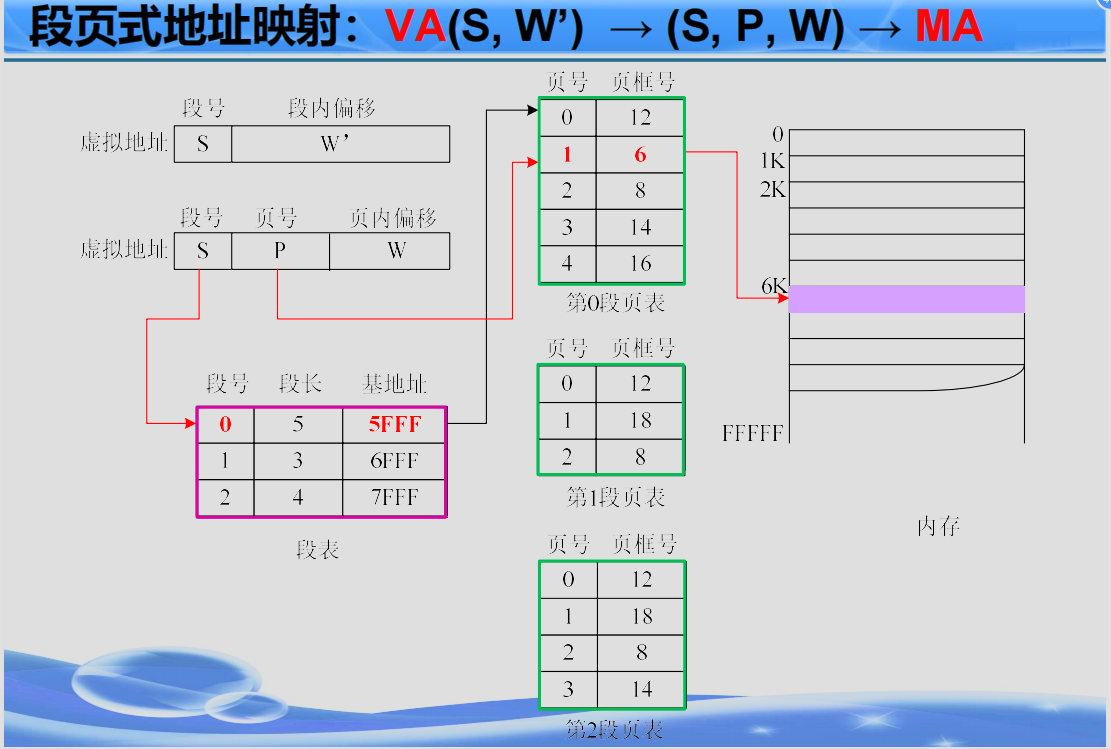 段页式地址映射：VA(S, W’) → (S, P, W) → MA
段号 段内偏移
虚拟地址 S W’
段号 页号 页内偏移
虚拟地址 S P W
段号 段长 基地址
0 5 5FFF
1 3 6FFF
2 4 7FFF
段表
页号 页框号
0 12
1 6
2 8
3 14
4 16
第0段页表
页号 页框号
0 12
1 18
2 8
第1段页表
页号 页框号
0 12
1 18
2 8
3 14
第2段页表
0
1K
2K
6K
FFFFF
内存